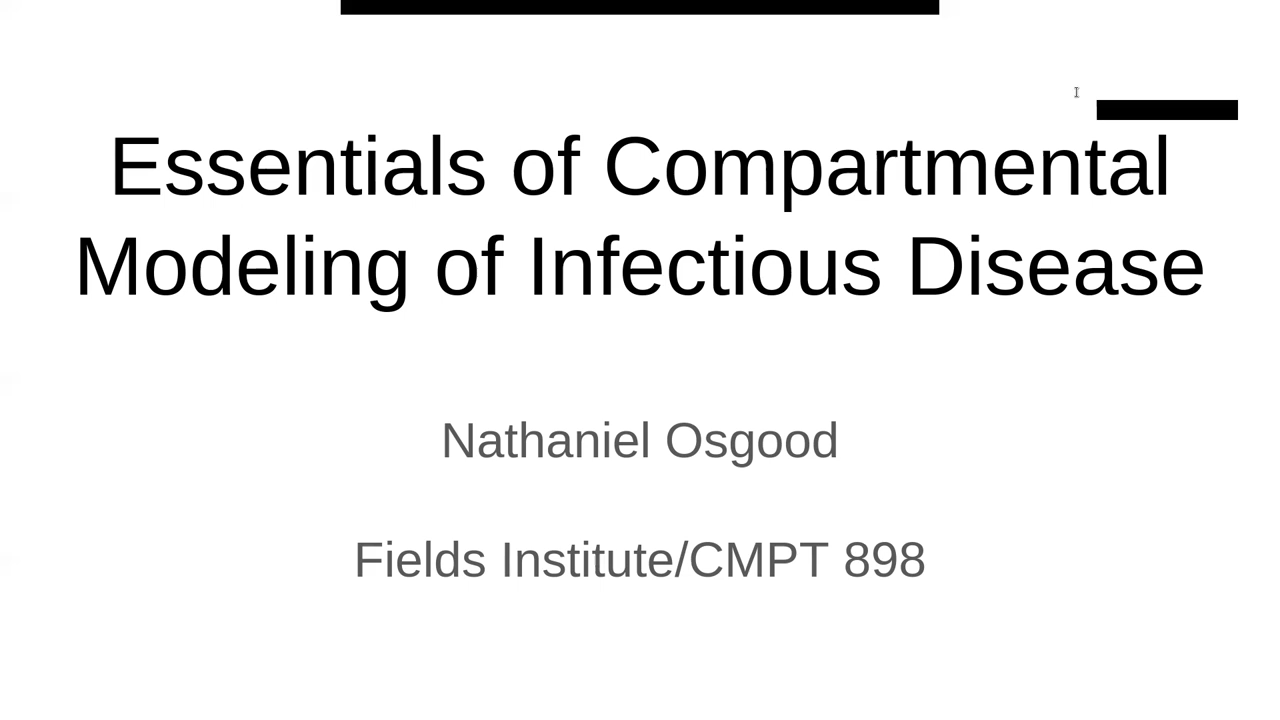 Essentials of Compartmental
Modeling of Infectious Disease
Nathaniel Osgood
Fields Institute/CMPT 898